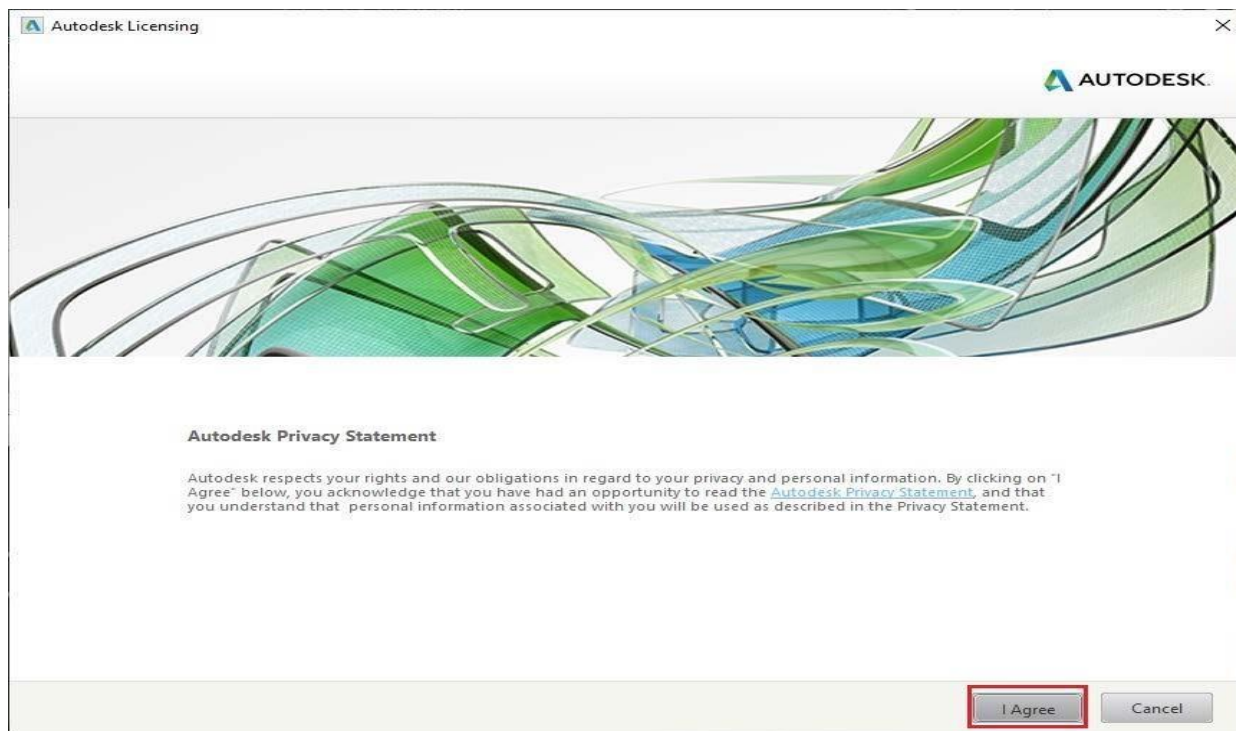 Autodesk Licensing
AUTODESK.
Autodesk Privacy Statement
Autodesk respects your rights and our obligations in regard to your privacy and personal information. By clicking on "I
Agree" below, you acknowledge that you have had an opportunity to read the Autodesk Privacy Statement, and that
you understand that personal information associated with you will be used as described in the Privacy Statement.
I Agree Cancel